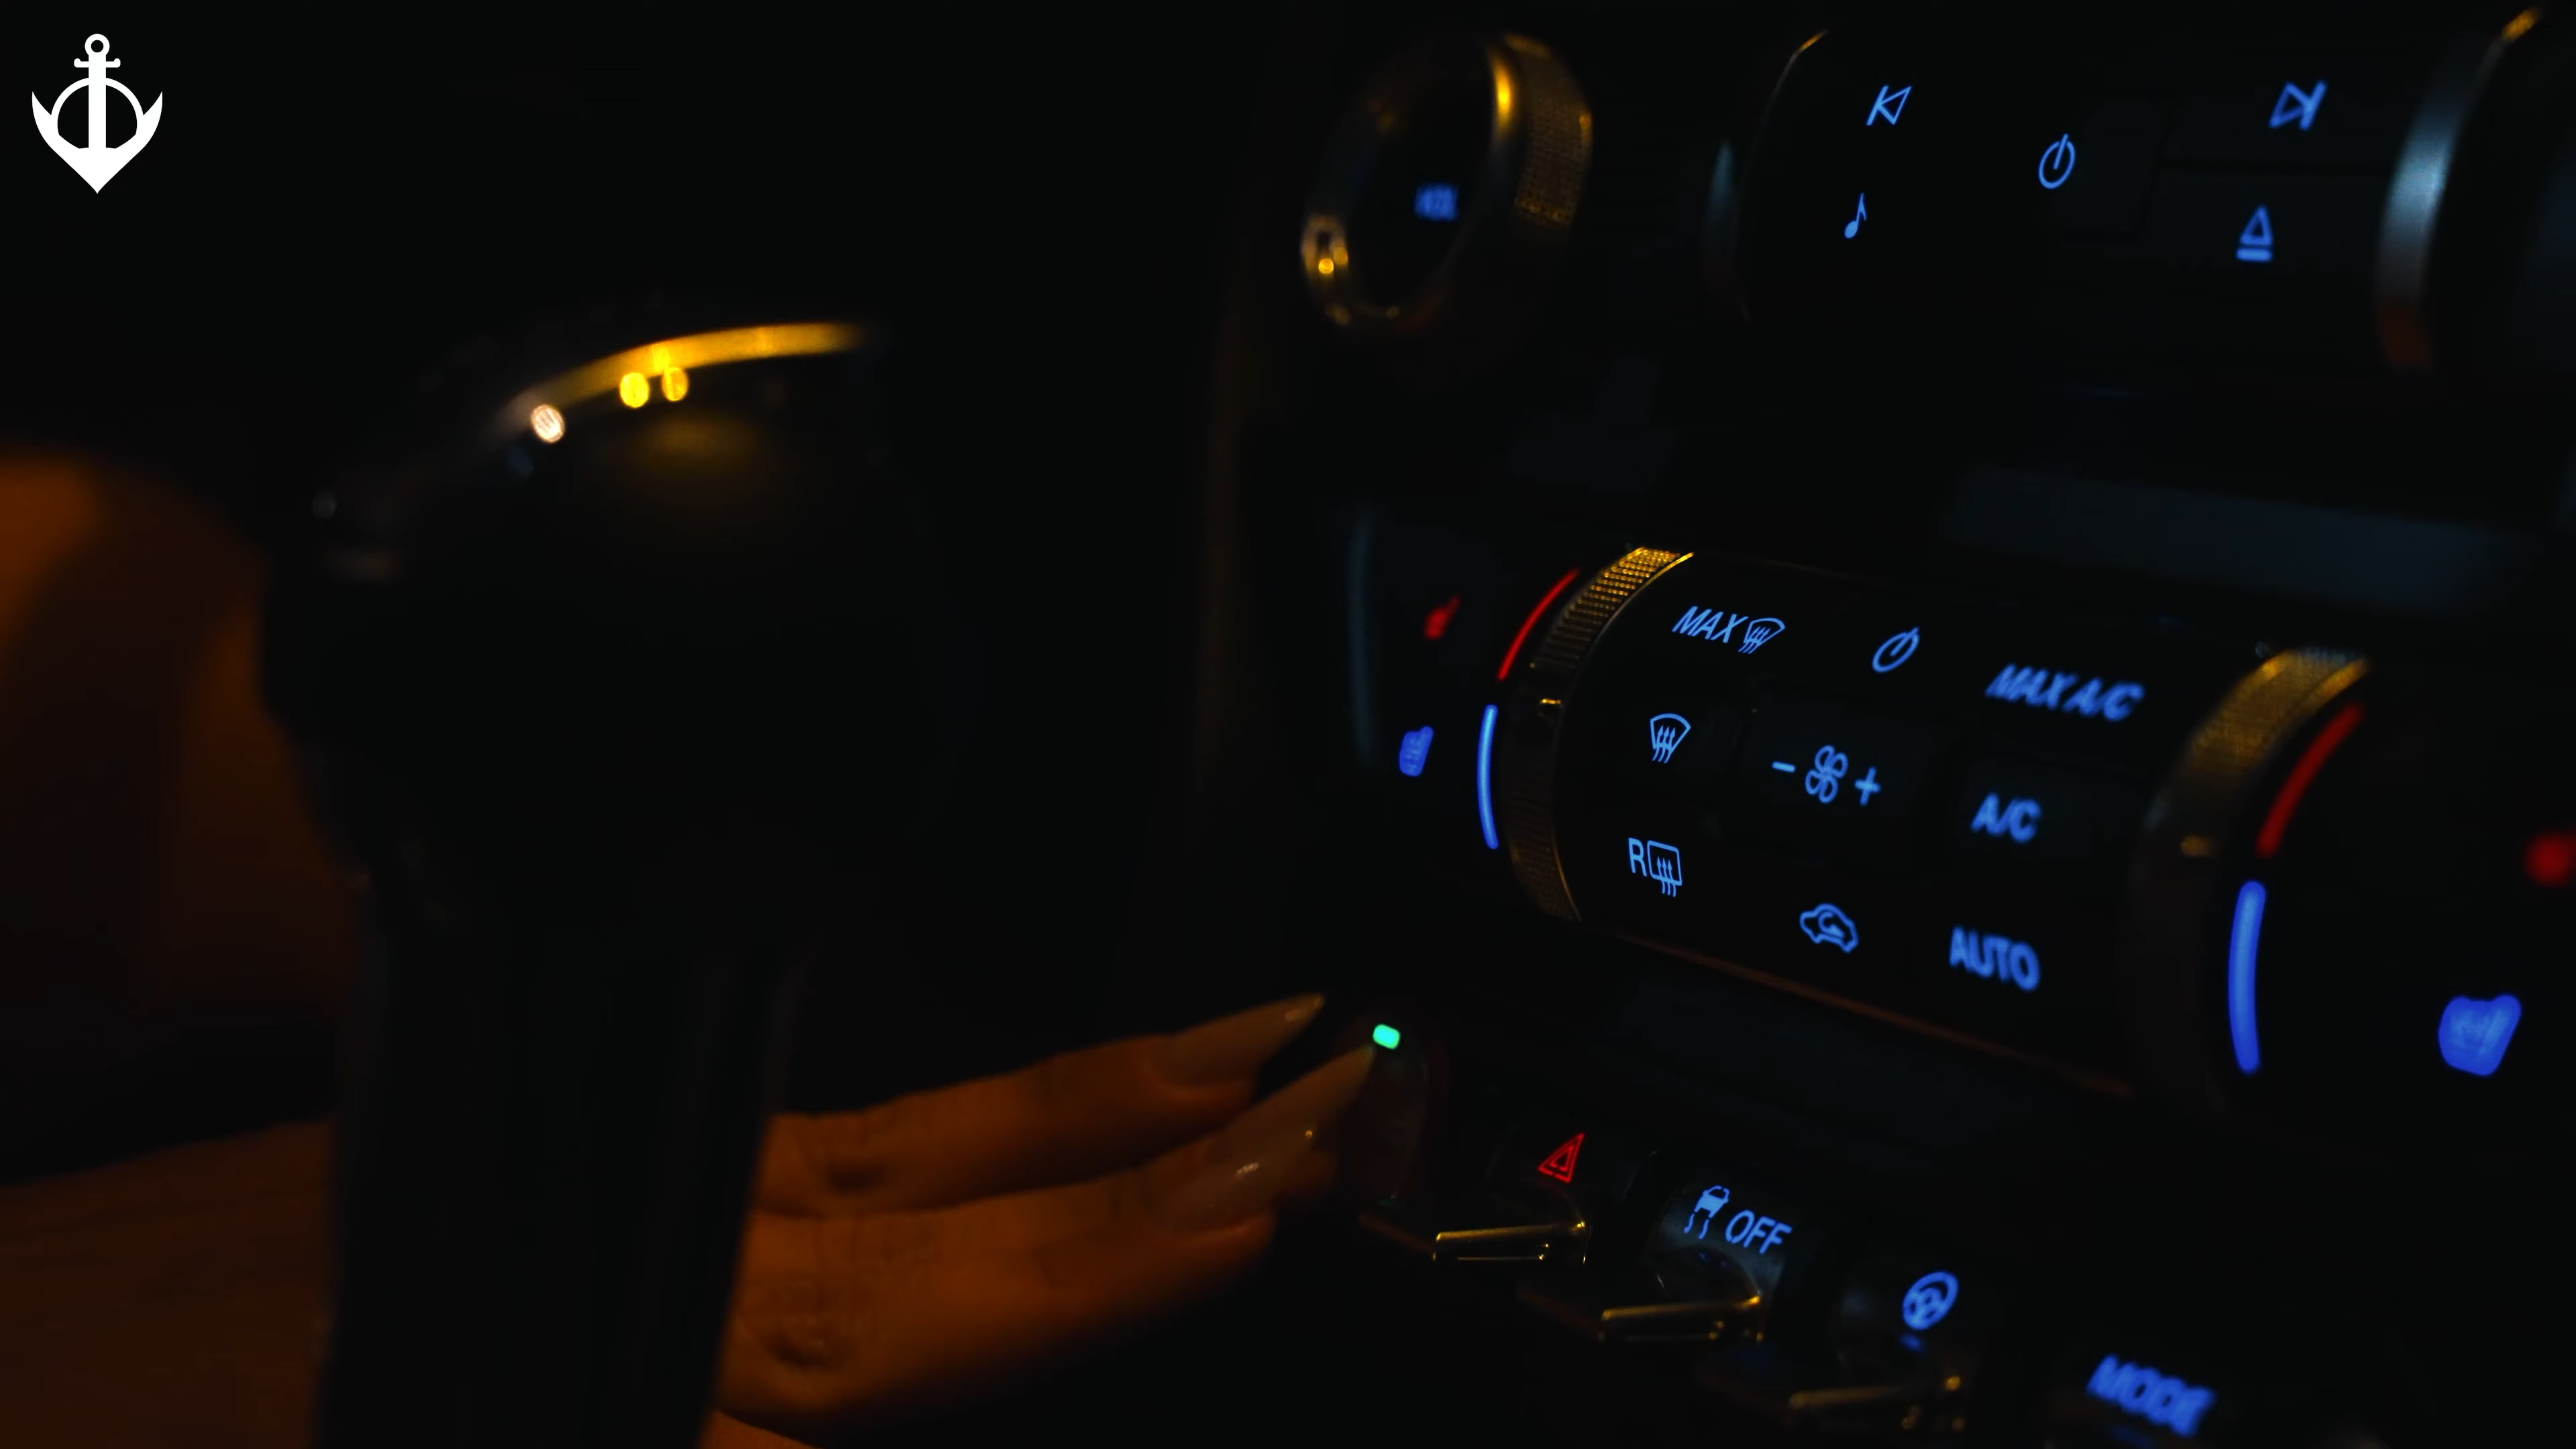 MAX
MAX A/C
- +
A/C
R
AUTO
OFF
MODE